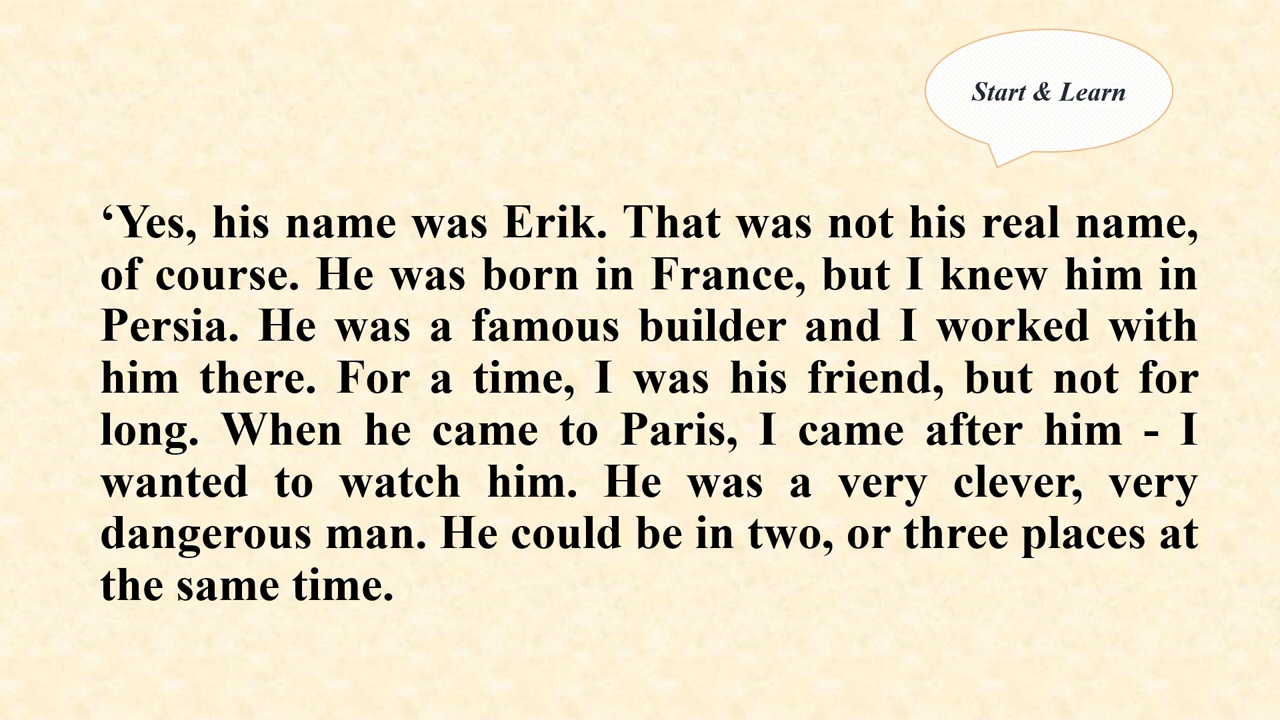 Start & Learn
‘Yes, his name was Erik. That was not his real name,
of course. He was born in France, but I knew him in
Persia. He was a famous builder and I worked with
him there. For a time, I was his friend, but not for
long. When he came to Paris, I came after him - I
wanted to watch him. He was a very clever, very
dangerous man. He could be in two, or three places at
the same time.